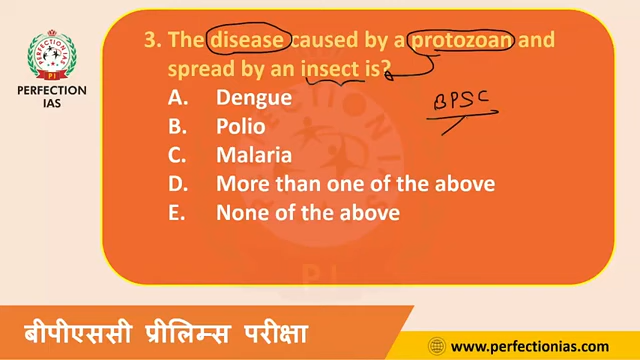 3. The disease caused by a protozoan and
spread by an insect is?
BPSC
A. Dengue
B. Polio
C. Malaria
D. More than one of the above
E. None of the above
PERFECTION
IAS
PI
बीपीएससी प्रीलिम्स परीक्षा
www.perfectionias.com